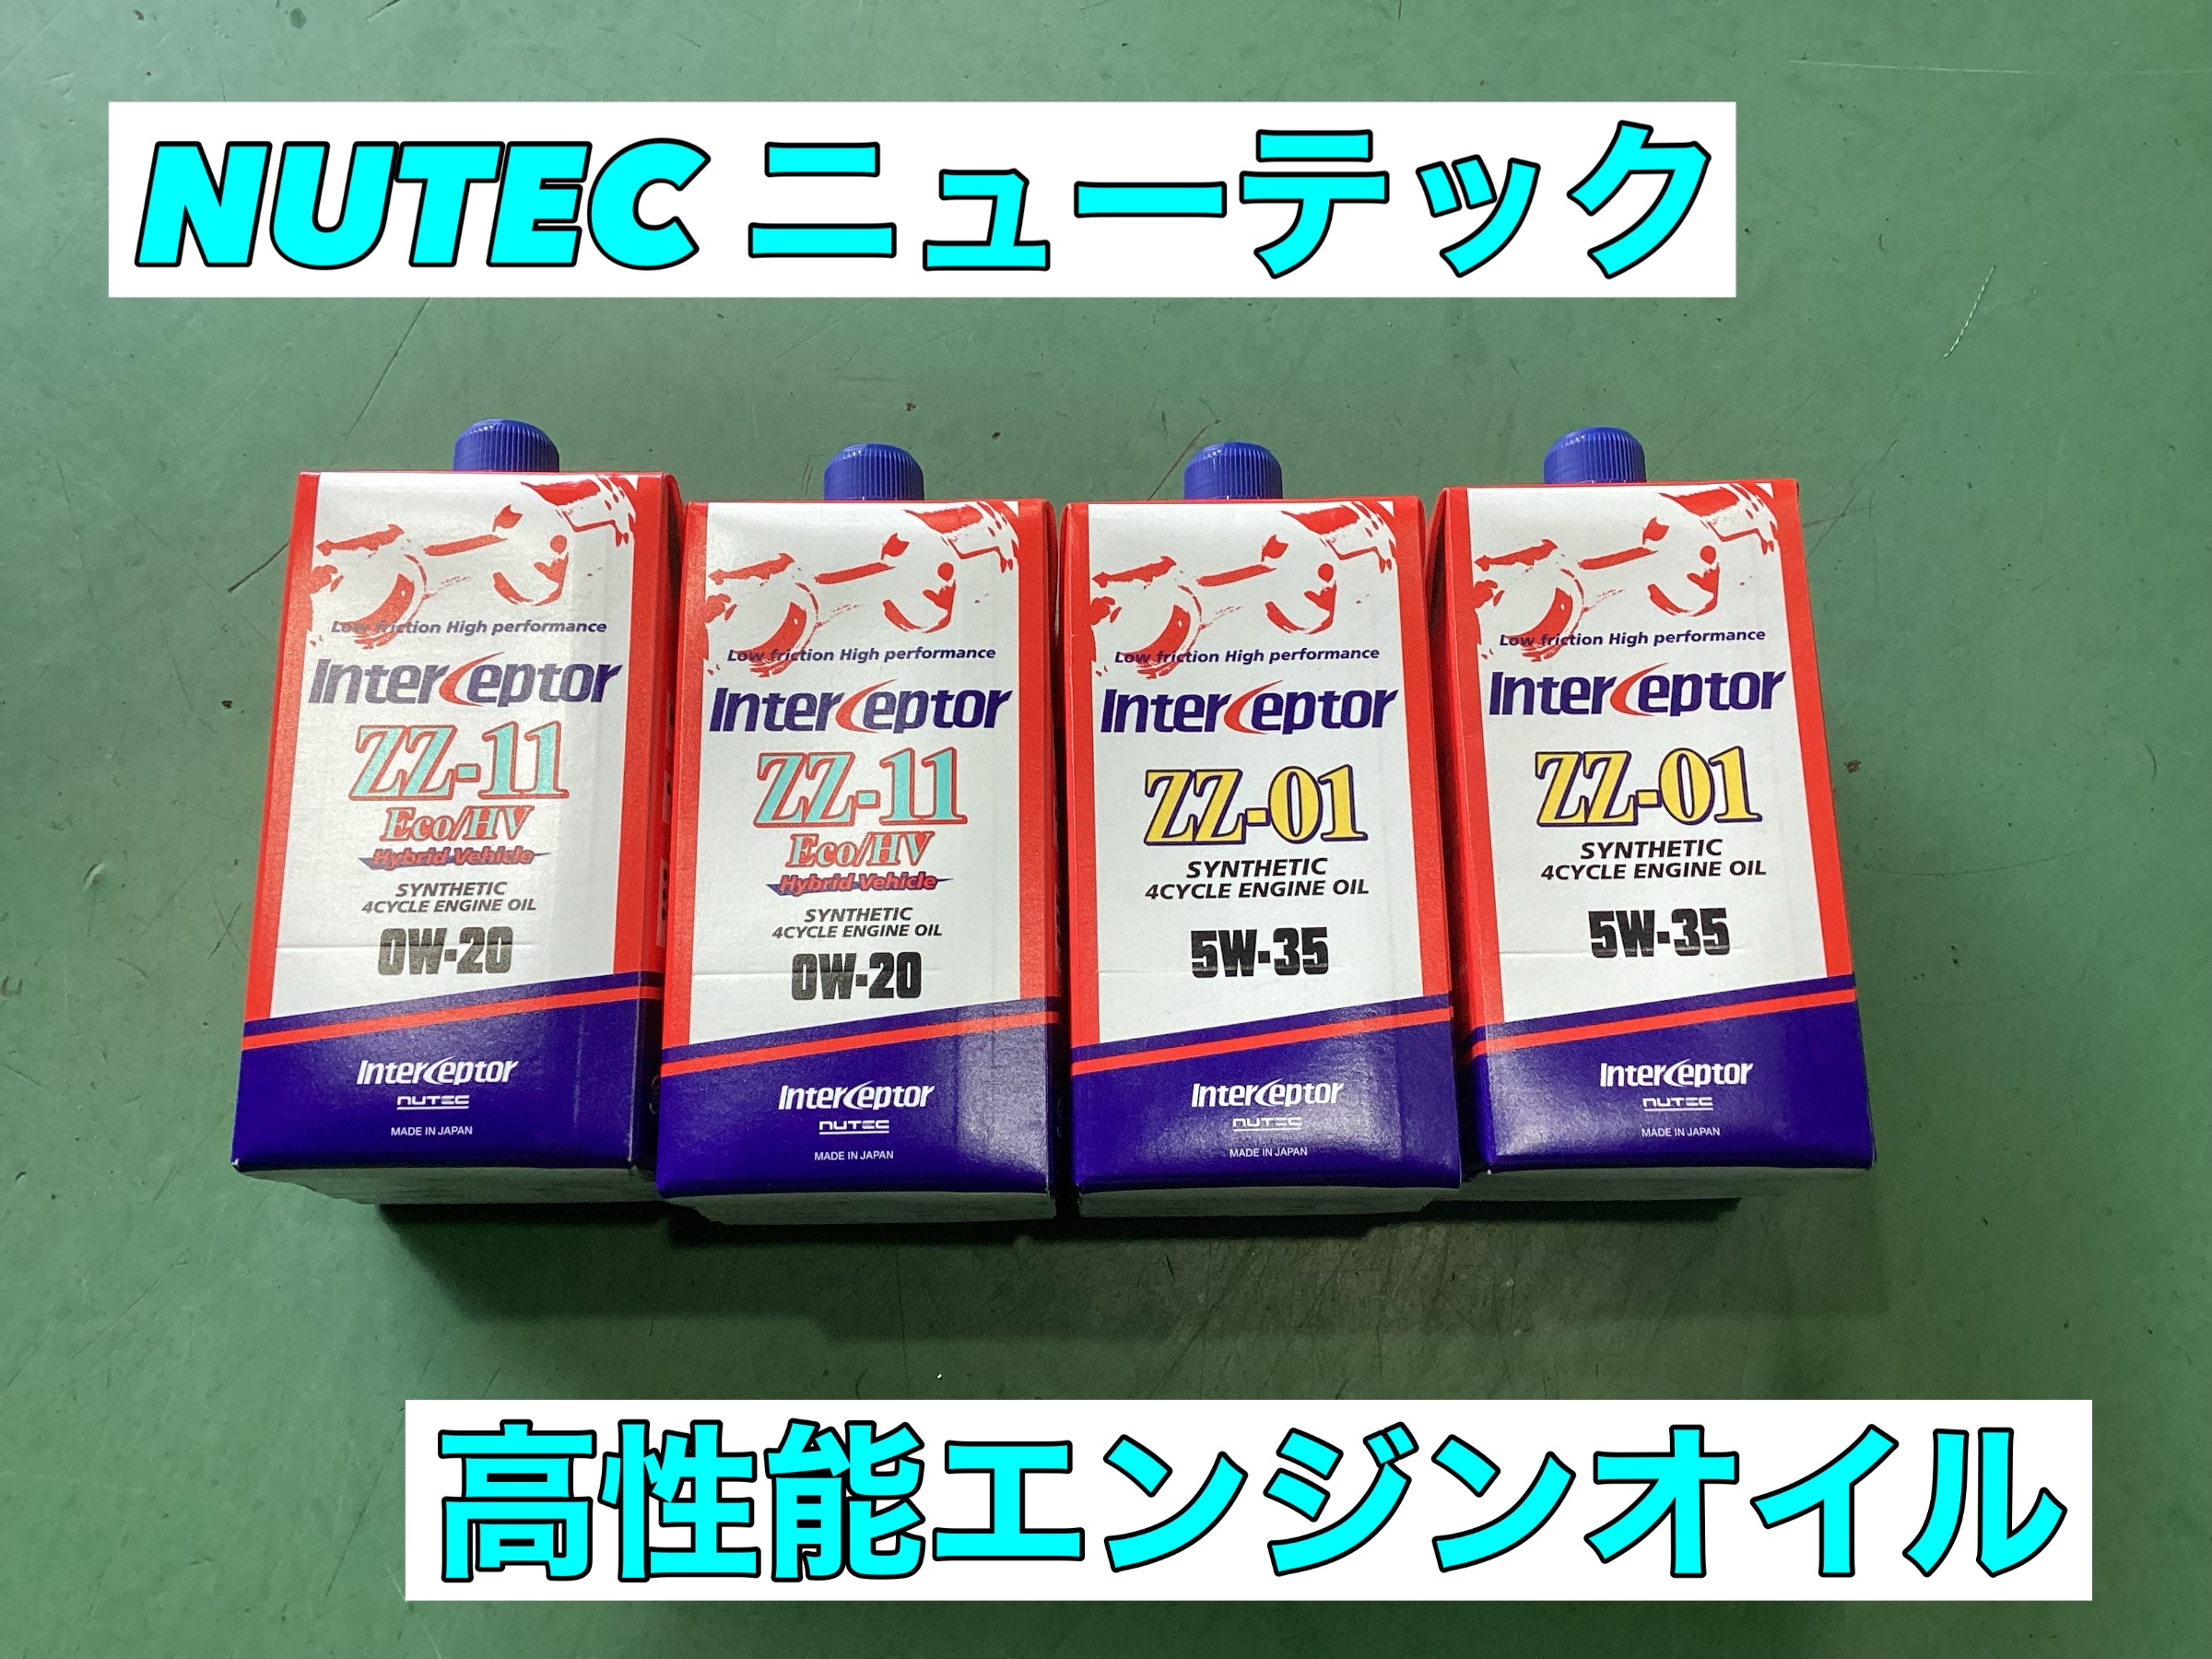 NUTEC ニューテック
Low friction High performance
Interceptor
ZZ-11
Eco/HV
Hybrid Vehicle
SYNTHETIC
4CYCLE ENGINE OIL
0W-20
Interceptor
NUTEC
MADE IN JAPAN
Low friction High performance
Interceptor
ZZ-11
Eco/HV
Hybrid Vehicle
SYNTHETIC
4CYCLE ENGINE OIL
0W-20
Interceptor
NUTEC
MADE IN JAPAN
Low friction High performance
Interceptor
ZZ-01
SYNTHETIC
4CYCLE ENGINE OIL
5W-35
Interceptor
NUTEC
MADE IN JAPAN
Low friction High performance
Interceptor
ZZ-01
SYNTHETIC
4CYCLE ENGINE OIL
5W-35
Interceptor
NUTEC
MADE IN JAPAN
高性能エンジンオイル